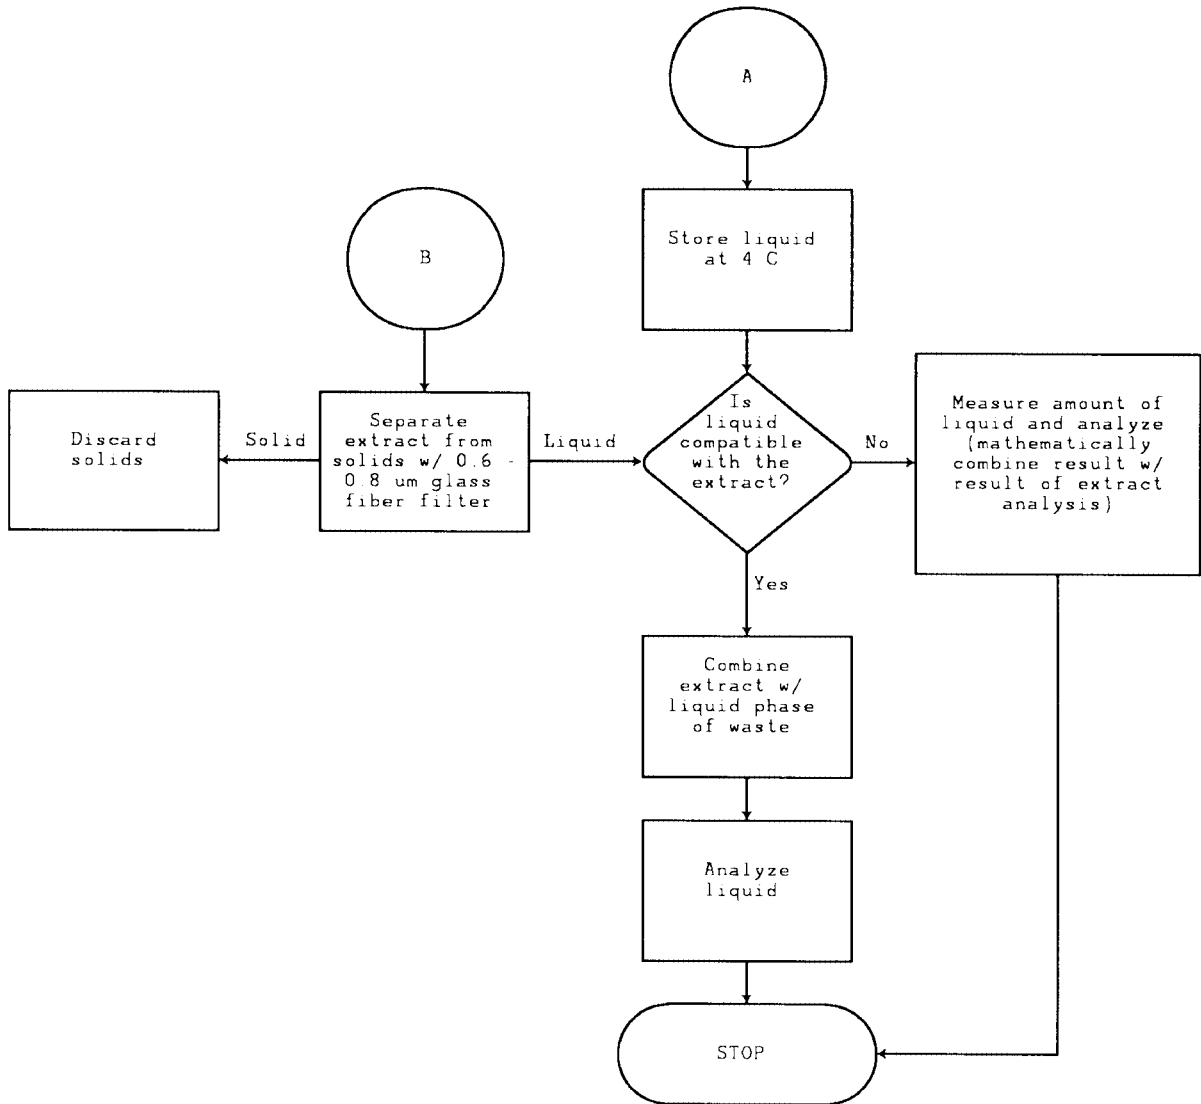 A
Store liquid
at 4 C
B
Discard
solids
Solid
Separate
extract from
solids w/ 0.6 -
0.8 um glass
fiber filter
Liquid
Is
liquid
compatible
with the
extract?
No
Measure amount of
liquid and analyze
(mathematically
combine result w/
result of extract
analysis)
Yes
Combine
extract w/
liquid phase
of waste
Analyze
liquid
STOP